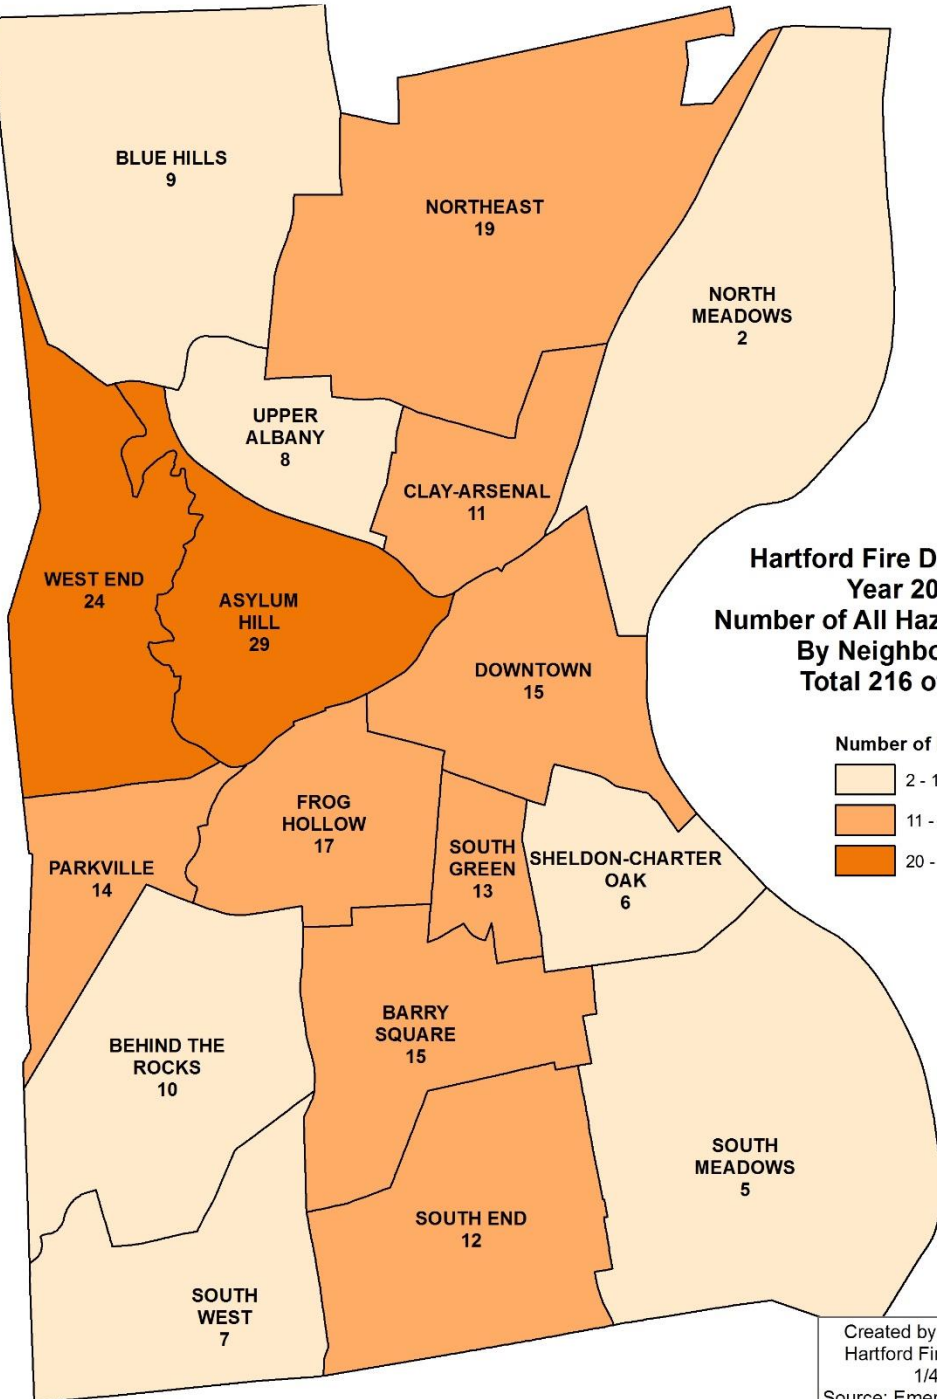 BLUE HILLS
9
NORTHEAST
19
NORTH
MEADOWS
2
UPPER
ALBANY
8
CLAY-ARSENAL
11
WEST END
24
ASYLUM
HILL
29
DOWNTOWN
15
Hartford Fire D
Year 20
Number of All Haz
By Neighbo
Total 216 o
Number of
2 - 1
11 -
20 -
FROG
HOLLOW
17
SOUTH
GREEN
13
SHELDON-CHARTER
OAK
6
PARKVILLE
14
BARRY
SQUARE
15
BEHIND THE
ROCKS
10
SOUTH
MEADOWS
5
SOUTH END
12
SOUTH
WEST
7
Created by
Hartford Fir
1/4
Source: Emer